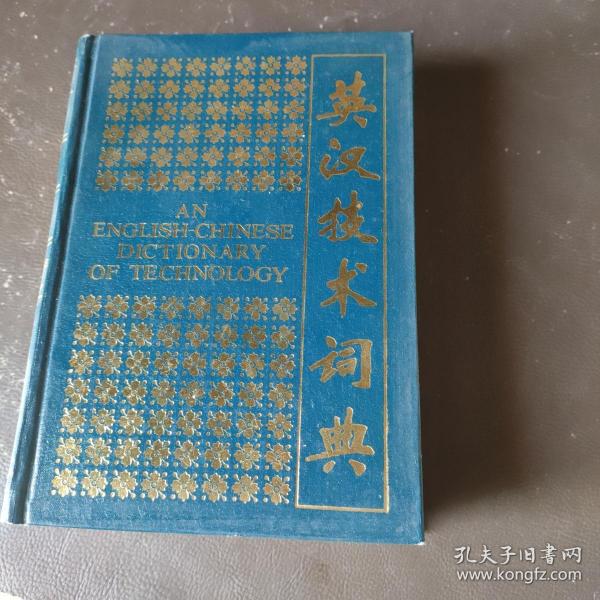 英汉技术词典
AN
ENGLISH-CHINESE
DICTIONARY
OF TECHNOLOGY
孔夫子旧书网
www.kongfz.com